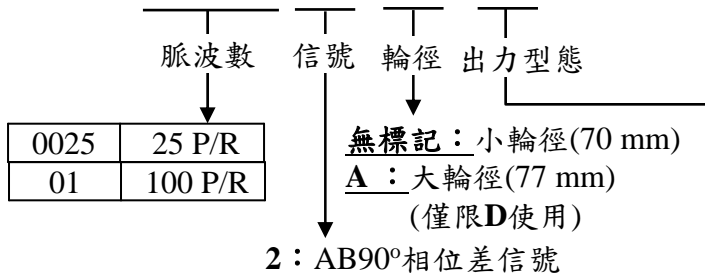 脈波數 信號 輪徑 出力型態
0025 25 P/R
01 100 P/R
無標記：小輪徑(70 mm)
A ：大輪徑(77 mm)
(僅限D使用)
2：AB90º相位差信號